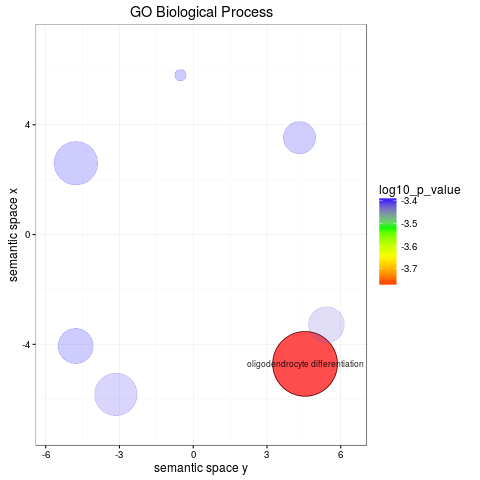 GO Biological Process
4
0
-4
semantic space x
oligodendrocyte differentiation
-6
-3
0
3
6
semantic space y
log10_p_value
-3.4
-3.5
-3.6
-3.7